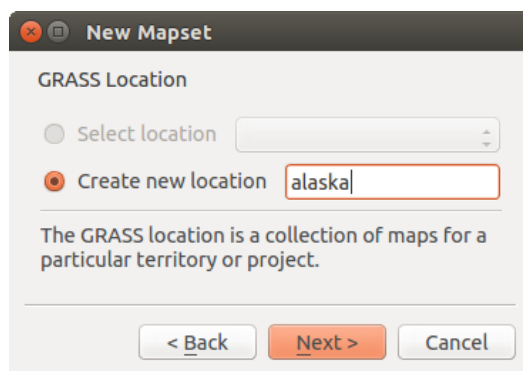 New Mapset
GRASS Location
Select location
Create new location alaska
The GRASS location is a collection of maps for a
particular territory or project.
< Back Next > Cancel